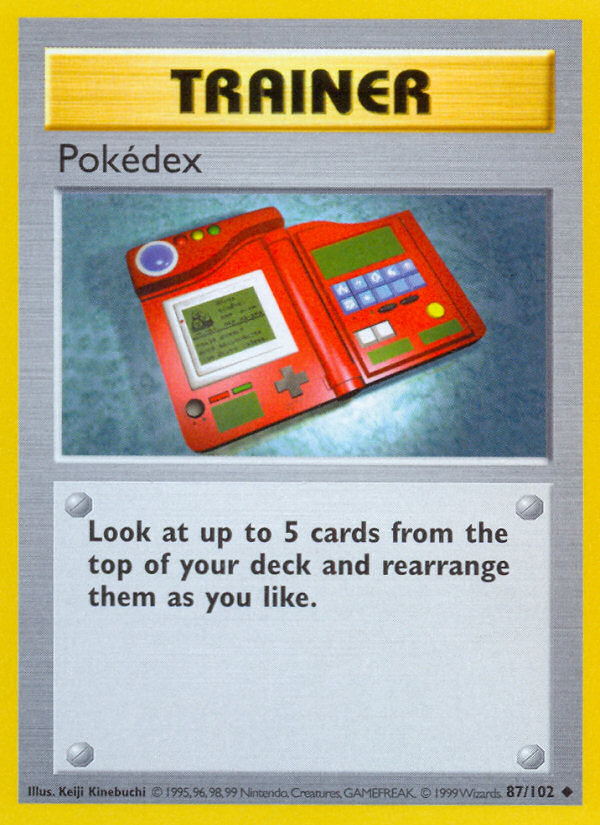 TRAINER
Pokédex
Look at up to 5 cards from the
top of your deck and rearrange
them as you like.
Illus. Keiji Kinebuchi © 1995, 96, 98, 99 Nintendo, Creatures, GAMEFREAK. © 1999 Wizards. 87/102 ◆